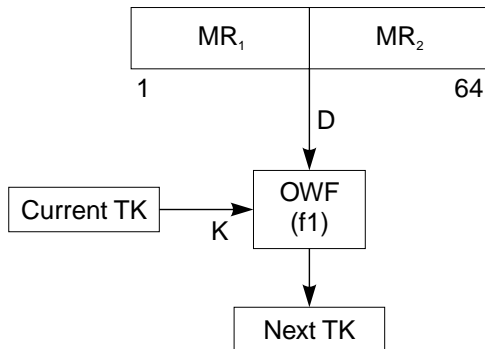 MR₁ MR₂
1 64
D
OWF
(f1)
Current TK
K
Next TK